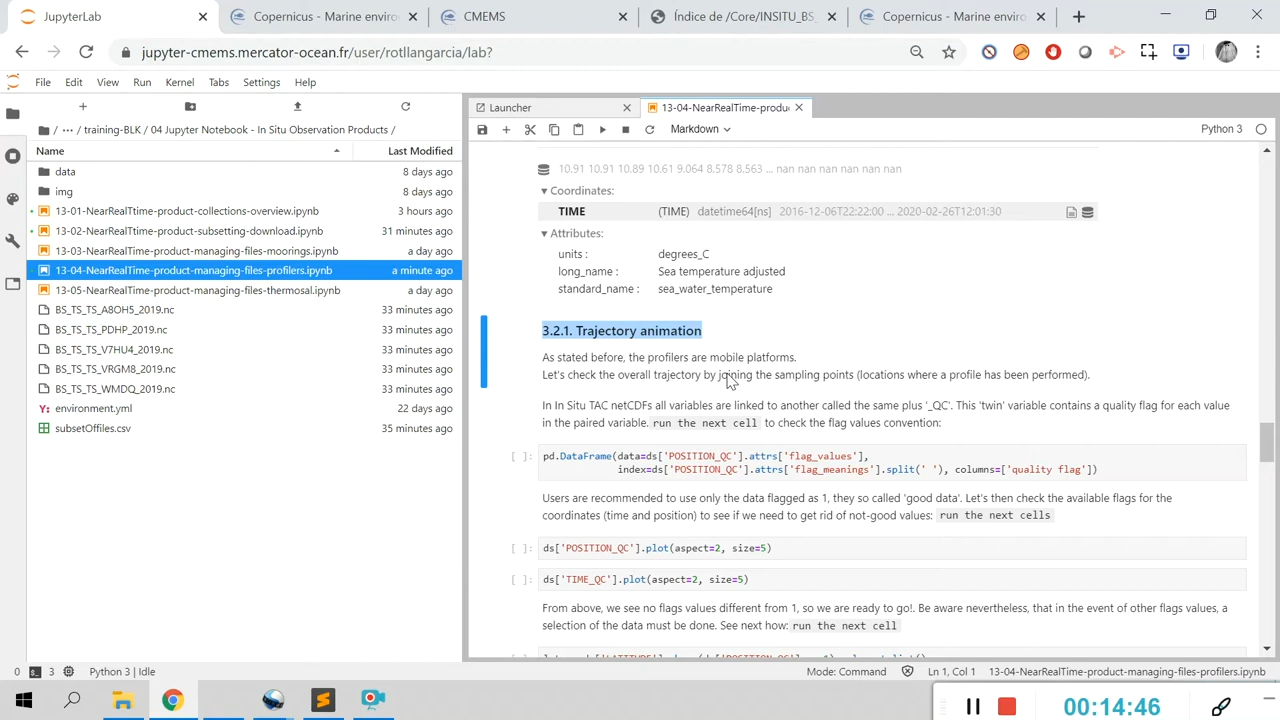 JupyterLab
Copernicus - Marine enviro
CMEMS
Índice de /Core/INSITU_BS_
Copernicus - Marine enviro
jupyter-cmems.mercator-ocean.fr/user/rotllangarcia/lab?
File Edit View Run Kernel Tabs Settings Help
/ ··· / training-BLK / 04 Jupyter Notebook - In Situ Observation Products /
Name Last Modified
data 8 days ago
img 8 days ago
13-01-NearRealTtime-product-collections-overview.ipynb 3 hours ago
13-02-NearRealTtime-product-subsetting-download.ipynb 31 minutes ago
13-03-NearRealTtime-product-managing-files-moorings.ipynb a day ago
13-04-NearRealTime-product-managing-files-profilers.ipynb a minute ago
13-05-NearRealTtime-product-managing-files-thermosal.ipynb a day ago
BS_TS_TS_A8OH5_2019.nc 33 minutes ago
BS_TS_TS_PDHP_2019.nc 33 minutes ago
BS_TS_TS_V7HU4_2019.nc 33 minutes ago
BS_TS_TS_VRGM8_2019.nc 33 minutes ago
BS_TS_TS_WMDQ_2019.nc 33 minutes ago
environment.yml 22 days ago
subsetOffiles.csv 35 minutes ago
Launcher
13-04-NearRealTime-produc
Markdown
Python 3
10.91 10.91 10.89 10.61 9.064 8.578 8.563 ... nan nan nan nan nan nan
Coordinates:
TIME (TIME) datetime64[ns] 2016-12-06T22:22:00 ... 2020-02-26T12:01:30
Attributes:
units : degrees_C
long_name : Sea temperature adjusted
standard_name : sea_water_temperature
3.2.1. Trajectory animation
As stated before, the profilers are mobile platforms.
Let's check the overall trajectory by joining the sampling points (locations where a profile has been performed).
In In Situ TAC netCDFs all variables are linked to another called the same plus '_QC'. This 'twin' variable contains a quality flag for each value
in the paired variable. run the next cell to check the flag values convention:
[ ]: pd.DataFrame(data=ds['POSITION_QC'].attrs['flag_values'],
index=ds['POSITION_QC'].attrs['flag_meanings'].split(' '), columns=['quality flag'])
Users are recommended to use only the data flagged as 1, they so called 'good data'. Let's then check the available flags for the
coordinates (time and position) to see if we need to get rid of not-good values: run the next cells
[ ]: ds['POSITION_QC'].plot(aspect=2, size=5)
[ ]: ds['TIME_QC'].plot(aspect=2, size=5)
From above, we see no flags values different from 1, so we are ready to go!. Be aware nevertheless, that in the event of other flags values, a
selection of the data must be done. See next how: run the next cell
0 3 Python 3 | Idle
Mode: Command Ln 1, Col 1 13-04-NearRealTime-product-managing-files-profilers.ipynb
00:14:46